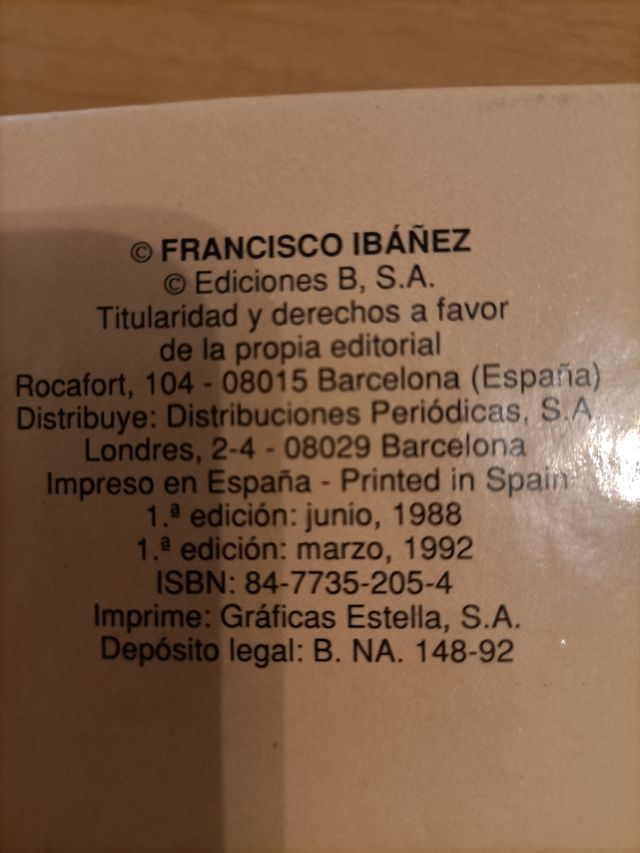 © FRANCISCO IBÁÑEZ
© Ediciones B, S.A.
Titularidad y derechos a favor
de la propia editorial
Rocafort, 104 - 08015 Barcelona (España)
Distribuye: Distribuciones Periódicas, S.A
Londres, 2-4 - 08029 Barcelona
Impreso en España - Printed in Spain
1.ª edición: junio, 1988
1.ª edición: marzo, 1992
ISBN: 84-7735-205-4
Imprime: Gráficas Estella, S.A.
Depósito legal: B. NA. 148-92